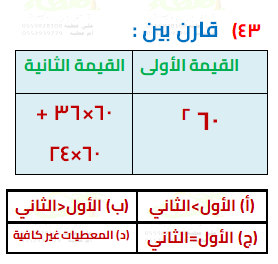 ٤٣) قارن بين :
القيمة الأولى
القيمة الثانية
٦٠ ²
٦٠×٣٦ +
٦٠×٢٤
(أ) الأول>الثاني
(ب) الأول<الثاني
(ج) الأول=الثاني
(د) المعطيات غير كافية